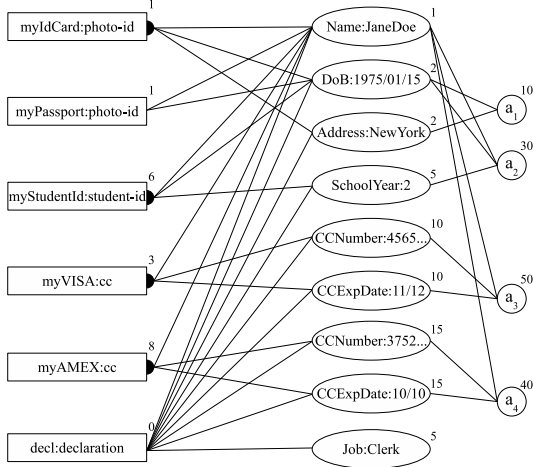 1
myIdCard:photo-id
Name:JaneDoe
1
1
myPassport:photo-id
DoB:1975/01/15
2
10
a1
Address:NewYork
2
30
a2
6
myStudentId:student-id
SchoolYear:2
5
3
myVISA:cc
CCNumber:4565...
10
CCExpDate:11/12
10
50
a3
8
myAMEX:cc
CCNumber:3752...
15
CCExpDate:10/10
15
40
a4
0
decl:declaration
Job:Clerk
5